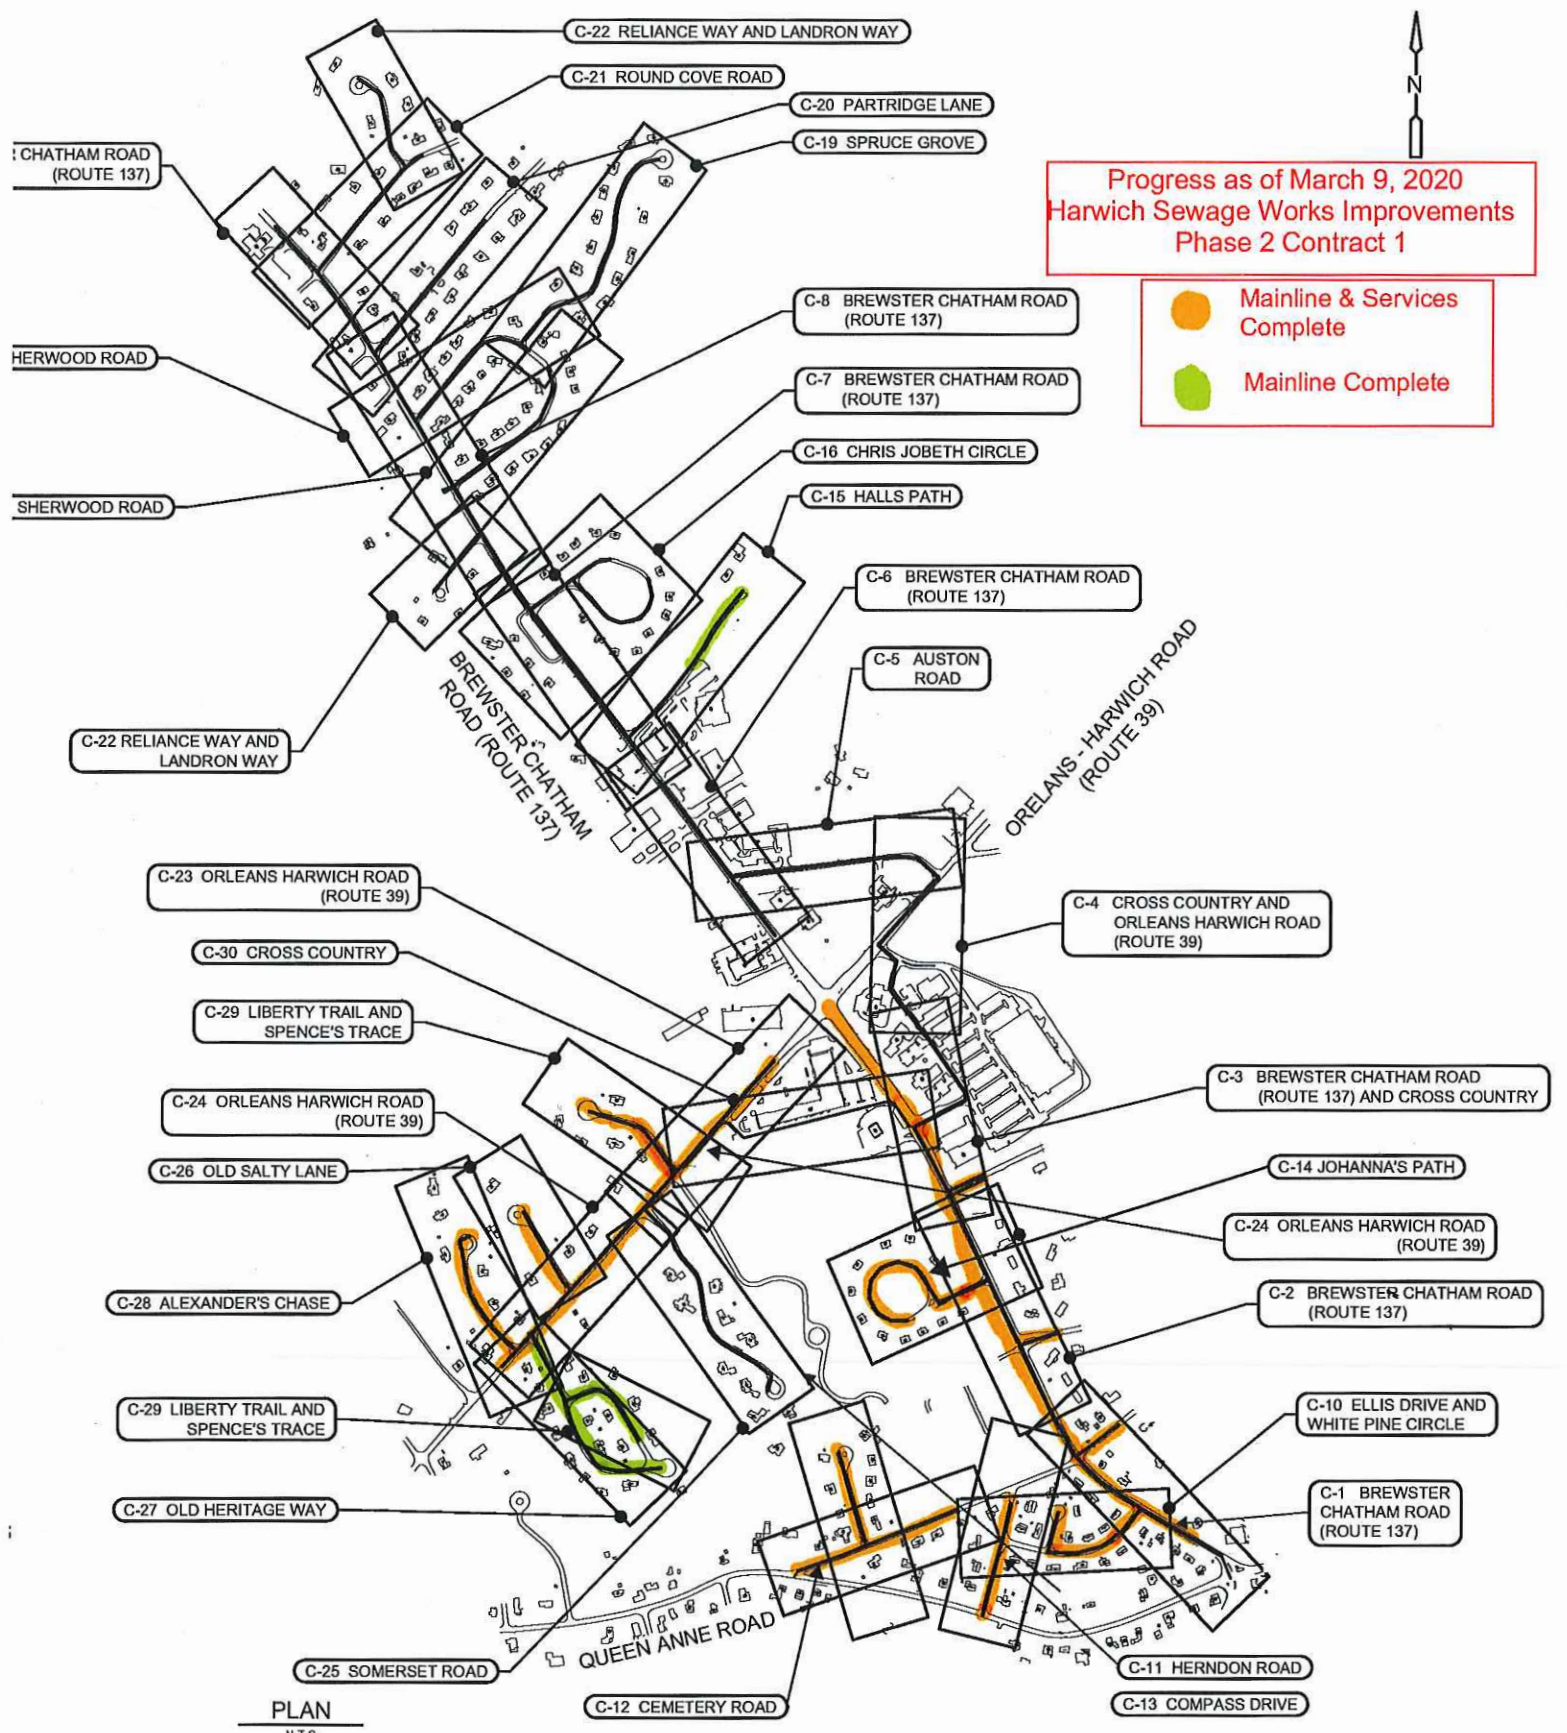 C-22 RELIANCE WAY AND LANDRON WAY
C-21 ROUND COVE ROAD
C-20 PARTRIDGE LANE
C-19 SPRUCE GROVE
N
CHATHAM ROAD
(ROUTE 137)
Progress as of March 9, 2020
Harwich Sewage Works Improvements
Phase 2 Contract 1
Mainline & Services
Complete
Mainline Complete
C-8 BREWSTER CHATHAM ROAD
(ROUTE 137)
HERWOOD ROAD
C-7 BREWSTER CHATHAM ROAD
(ROUTE 137)
C-16 CHRIS JOBETH CIRCLE
C-15 HALLS PATH
SHERWOOD ROAD
C-6 BREWSTER CHATHAM ROAD
(ROUTE 137)
C-5 AUSTON
ROAD
ORELANS - HARWICH ROAD
(ROUTE 39)
BREWSTER CHATHAM
ROAD (ROUTE 137)
C-22 RELIANCE WAY AND
LANDRON WAY
C-23 ORLEANS HARWICH ROAD
(ROUTE 39)
C-4 CROSS COUNTRY AND
ORLEANS HARWICH ROAD
(ROUTE 39)
C-30 CROSS COUNTRY
C-29 LIBERTY TRAIL AND
SPENCE'S TRACE
C-3 BREWSTER CHATHAM ROAD
(ROUTE 137) AND CROSS COUNTRY
C-24 ORLEANS HARWICH ROAD
(ROUTE 39)
C-26 OLD SALTY LANE
C-14 JOHANNA'S PATH
C-24 ORLEANS HARWICH ROAD
(ROUTE 39)
C-28 ALEXANDER'S CHASE
C-2 BREWSTER CHATHAM ROAD
(ROUTE 137)
C-29 LIBERTY TRAIL AND
SPENCE'S TRACE
C-10 ELLIS DRIVE AND
WHITE PINE CIRCLE
C-27 OLD HERITAGE WAY
C-1 BREWSTER
CHATHAM ROAD
(ROUTE 137)
QUEEN ANNE ROAD
C-25 SOMERSET ROAD
C-11 HERNDON ROAD
C-12 CEMETERY ROAD
C-13 COMPASS DRIVE
PLAN